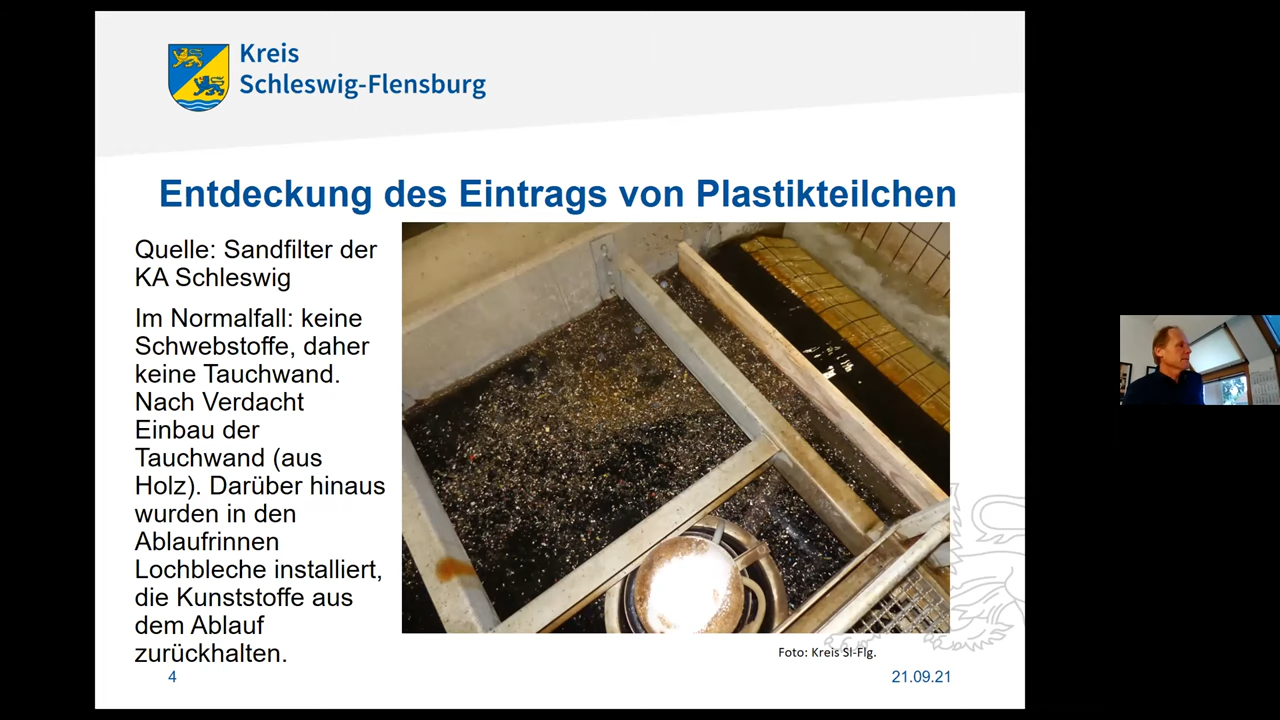 Kreis
Schleswig-Flensburg
Entdeckung des Eintrags von Plastikteilchen
Quelle: Sandfilter der
KA Schleswig
Im Normalfall: keine
Schwebstoffe, daher
keine Tauchwand.
Nach Verdacht
Einbau der
Tauchwand (aus
Holz). Darüber hinaus
wurden in den
Ablaufrinnen
Lochbleche installiert,
die Kunststoffe aus
dem Ablauf
zurückhalten.
Foto: Kreis Sl-Flg.
4
21.09.21